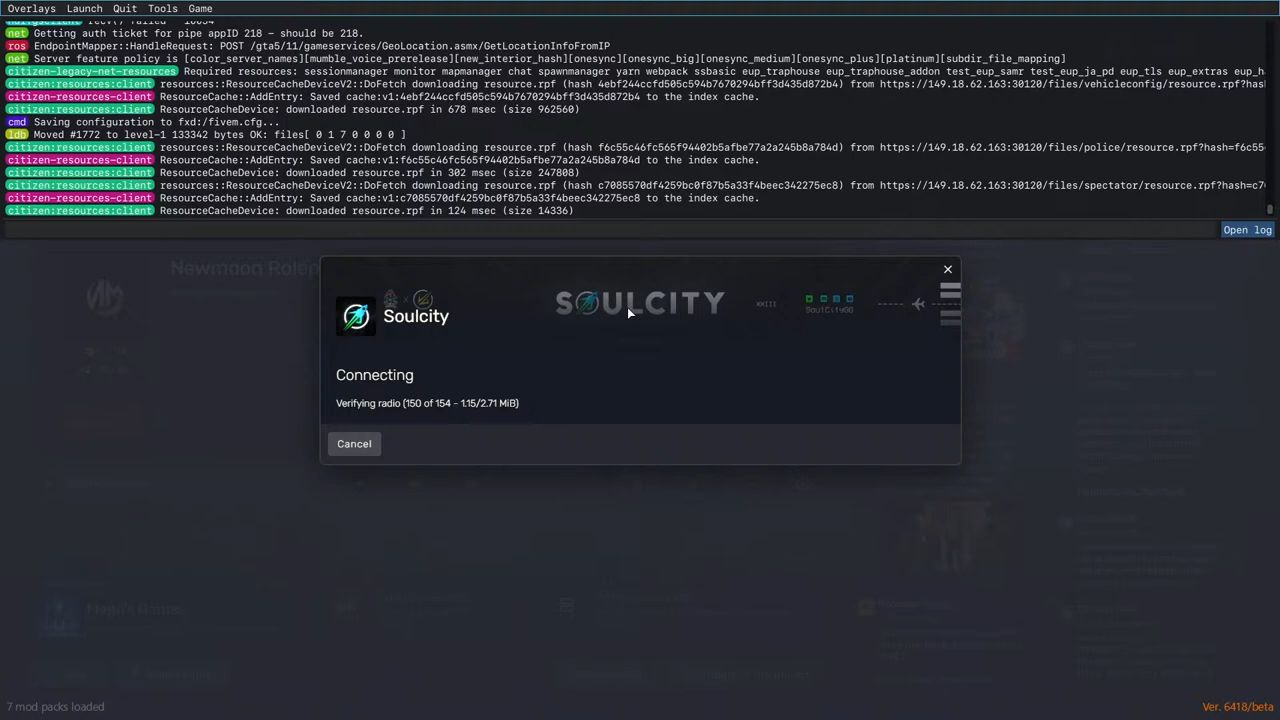 Overlays Launch Quit Tools Game
net Getting auth ticket for pipe appID 218 - should be 218.
ros EndpointMapper::HandleRequest: POST /gta5/11/gameservices/GeoLocation.asmx/GetLocationInfoFromIP
net Server feature policy is [color_server_names][mumble_voice_prerelease][new_interior_hash][onesync][onesync_big][onesync_medium][onesync_plus][platinum][subdir_file_mapping]
citizen-legacy-net-resources Required resources: sessionmanager monitor mapmanager chat spawnmanager yarn webpack ssbasic eup_traphouse eup_traphouse_addon test_eup_samr test_eup_ja_pd eup_tls eup_extras eup_h
citizen:resources:client resources::ResourceCacheDeviceV2::DoFetch downloading resource.rpf (hash 4ebf244ccfd505c594b7670294bff3d435d872b4) from https://149.18.62.163:30120/files/vehicleconfig/resource.rpf?hash
citizen-resources-client ResourceCache::AddEntry: Saved cache:v1:4ebf244ccfd505c594b7670294bff3d435d872b4 to the index cache.
citizen:resources:client ResourceCacheDevice: downloaded resource.rpf in 678 msec (size 962560)
cmd Saving configuration to fxd:/fivem.cfg...
ldb Moved #1772 to level-1 133342 bytes OK: files[ 0 1 7 0 0 0 0 ]
citizen:resources:client resources::ResourceCacheDeviceV2::DoFetch downloading resource.rpf (hash f6c55c46fc565f94402b5afbe77a2a245b8a784d) from https://149.18.62.163:30120/files/police/resource.rpf?hash=f6c55
citizen-resources-client ResourceCache::AddEntry: Saved cache:v1:f6c55c46fc565f94402b5afbe77a2a245b8a784d to the index cache.
citizen:resources:client ResourceCacheDevice: downloaded resource.rpf in 302 msec (size 247808)
citizen:resources:client resources::ResourceCacheDeviceV2::DoFetch downloading resource.rpf (hash c7085570df4259bc0f87b5a33f4beec342275ec8) from https://149.18.62.163:30120/files/spectator/resource.rpf?hash=c7
citizen-resources-client ResourceCache::AddEntry: Saved cache:v1:c7085570df4259bc0f87b5a33f4beec342275ec8 to the index cache.
citizen:resources:client ResourceCacheDevice: downloaded resource.rpf in 124 msec (size 14336)
Open log
Newmoon
SOULCITY
Soulcity
Connecting
Verifying radio (150 of 154 - 1.15/2.71 MiB)
Cancel
7 mod packs loaded
Ver. 6418/beta